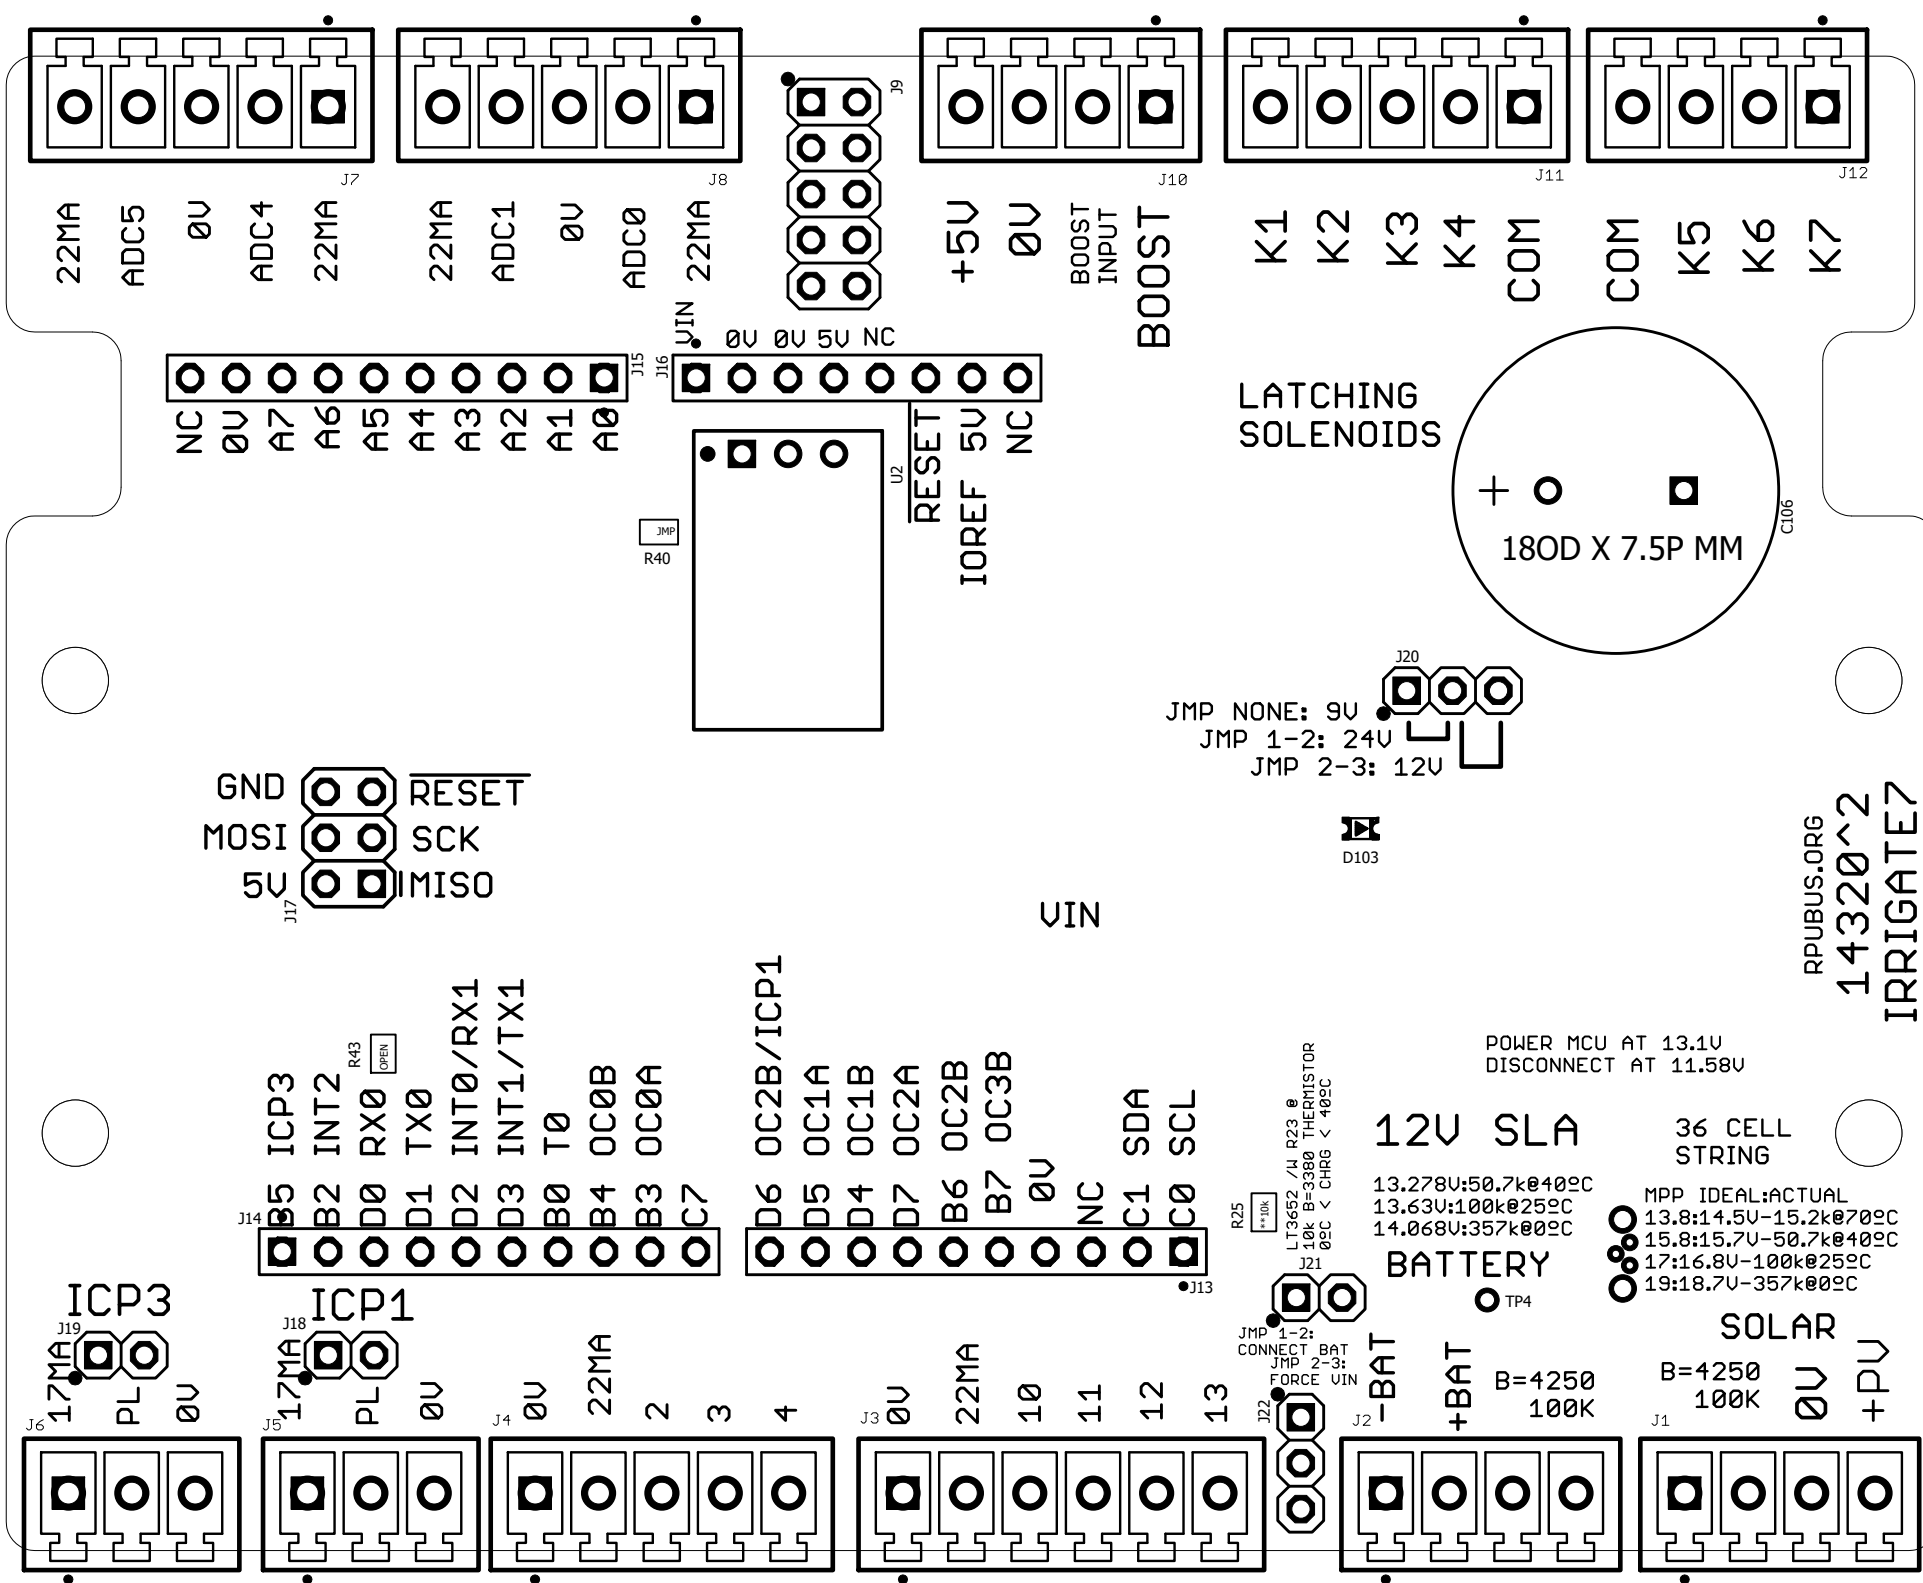 J7
J8
J9
J10
J11
J12
22MA
ADC5
0V
ADC4
22MA
22MA
ADC1
0V
ADC0
22MA
+5V
0V
BOOST
INPUT
BOOST
K1
K2
K3
K4
COM
COM
K5
K6
K7
VIN
0V 0V 5V NC
J15
J16
NC
0V
A7
A6
A5
A4
A3
A2
A1
A0
RESET
IOREF 5V
NC
U2
JMP
R40
LATCHING
SOLENOIDS
+
18OD X 7.5P MM
C106
J20
JMP NONE: 9V
JMP 1-2: 24V
JMP 2-3: 12V
D103
GND
RESET
MOSI
SCK
5V
MISO
J17
VIN
RPUBUS.ORG
14320^2
IRRIGATE7
R43
OPEN
B5 ICP3
B2 INT2
D0 RX0
D1 TX0
D2 INT0/RX1
D3 INT1/TX1
B0 T0
B4 OC0B
B3 OC0A
C7
J14
D6 OC2B/ICP1
D5 OC1A
D4 OC1B
D7 OC2A
B6 OC2B
B7 OC3B
0V
NC
C1 SDA
C0 SCL
J13
R25
**10k
LT3652 /W R23 @
10k B=3380 THERMISTOR
0ºC < CHRG < 40ºC
POWER MCU AT 13.1V
DISCONNECT AT 11.58V
12V SLA
13.278V:50.7k@40ºC
13.63V:100k@25ºC
14.068V:357k@0ºC
BATTERY
TP4
36 CELL
STRING
MPP IDEAL:ACTUAL
13.8:14.5V-15.2k@70ºC
15.8:15.7V-50.7k@40ºC
17:16.8V-100k@25ºC
19:18.7V-357k@0ºC
SOLAR
J21
JMP 1-2:
CONNECT BAT
JMP 2-3:
FORCE VIN
J22
ICP3
J19
17MA
PL
0V
J6
ICP1
J18
17MA
PL
0V
J5
J4
0V
22MA
2
3
4
J3
0V
22MA
10
11
12
13
J2
-BAT
+BAT
B=4250
100K
J1
B=4250
100K
0V
+PV